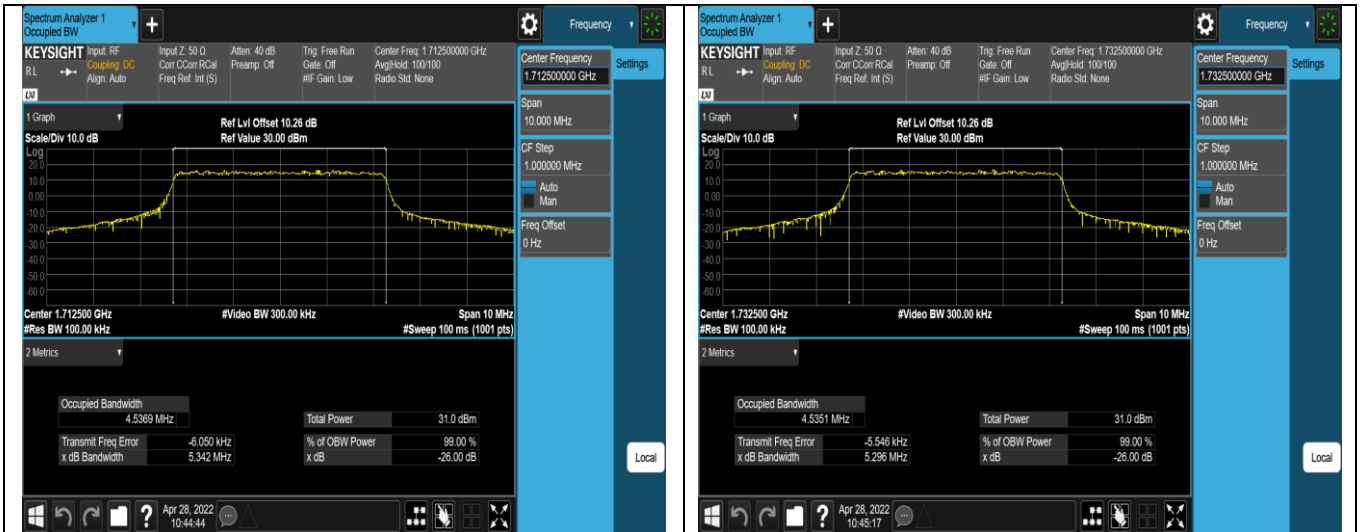 Spectrum Analyzer 1
Occupied BW
+
Frequency
KEYSIGHT
R L
LXI
Input: RF
Coupling: DC
Align: Auto
Input Z: 50 Ω
Corr CCorr RCal
Freq Ref: Int (S)
Atten: 40 dB
Preamp: Off
Trig: Free Run
Gate: Off
#IF Gain: Low
Center Freq: 1.712500000 GHz
Avg|Hold: 100/100
Radio Std: None
Center Frequency
1.712500000 GHz
Settings
Span
10.000 MHz
CF Step
1.000000 MHz
Auto
Man
Freq Offset
0 Hz
1 Graph
Scale/Div 10.0 dB
Ref Lvl Offset 10.26 dB
Ref Value 30.00 dBm
Log
20.0
10.0
0.00
-10.0
-20.0
-30.0
-40.0
-50.0
-60.0
Center 1.712500 GHz
#Video BW 300.00 kHz
Span 10 MHz
#Res BW 100.00 kHz
#Sweep 100 ms (1001 pts)
2 Metrics
Occupied Bandwidth
4.5369 MHz
Total Power 31.0 dBm
Transmit Freq Error -6.050 kHz
% of OBW Power 99.00 %
x dB Bandwidth 5.342 MHz
x dB -26.00 dB
Local
?
Apr 28, 2022
10:44:44
Spectrum Analyzer 1
Occupied BW
+
Frequency
KEYSIGHT
R L
LXI
Input: RF
Coupling: DC
Align: Auto
Input Z: 50 Ω
Corr CCorr RCal
Freq Ref: Int (S)
Atten: 40 dB
Preamp: Off
Trig: Free Run
Gate: Off
#IF Gain: Low
Center Freq: 1.732500000 GHz
Avg|Hold: 100/100
Radio Std: None
Center Frequency
1.732500000 GHz
Settings
Span
10.000 MHz
CF Step
1.000000 MHz
Auto
Man
Freq Offset
0 Hz
1 Graph
Scale/Div 10.0 dB
Ref Lvl Offset 10.26 dB
Ref Value 30.00 dBm
Log
20.0
10.0
0.00
-10.0
-20.0
-30.0
-40.0
-50.0
-60.0
Center 1.732500 GHz
#Video BW 300.00 kHz
Span 10 MHz
#Res BW 100.00 kHz
#Sweep 100 ms (1001 pts)
2 Metrics
Occupied Bandwidth
4.5351 MHz
Total Power 31.0 dBm
Transmit Freq Error -5.546 kHz
% of OBW Power 99.00 %
x dB Bandwidth 5.296 MHz
x dB -26.00 dB
Local
?
Apr 28, 2022
10:45:17